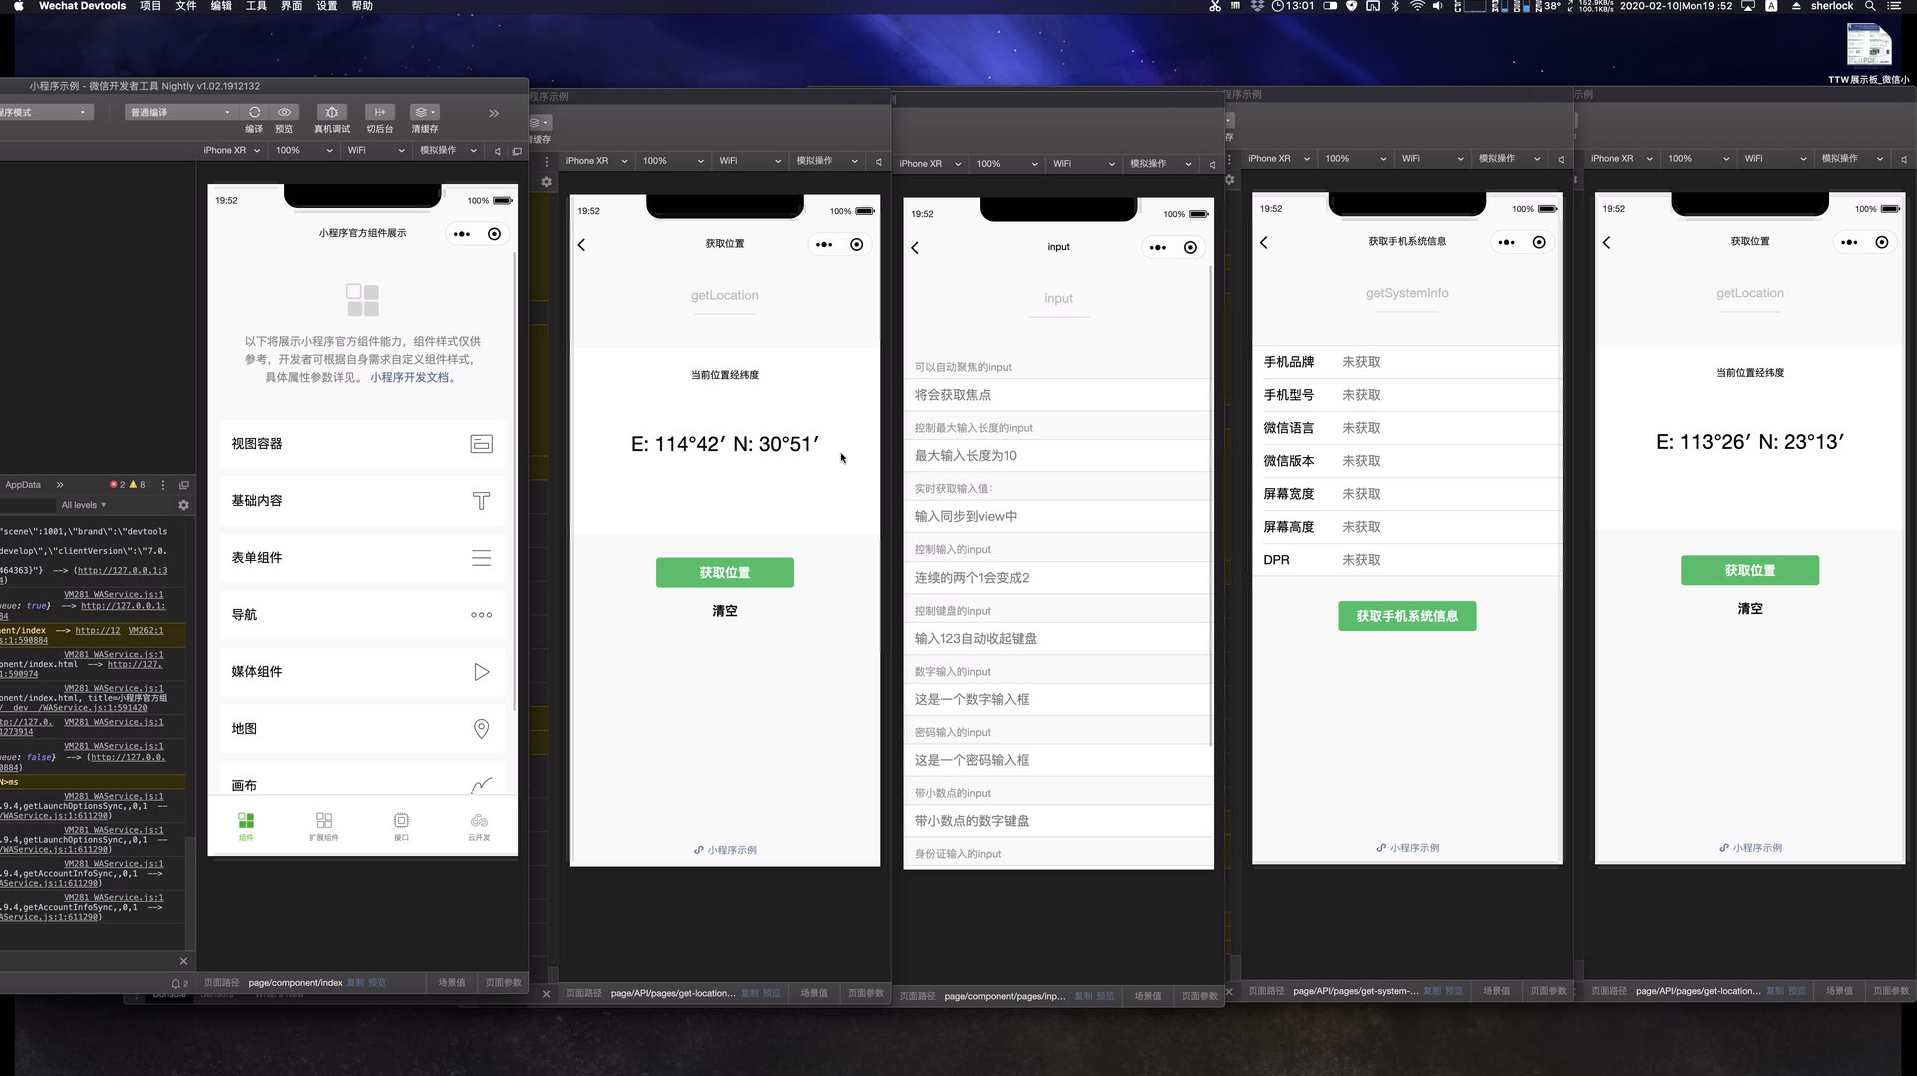 Wechat Devtools 项目 文件 编辑 工具 界面 设置 帮助
13:01 38° 152.9KB/s 100.1KB/s 2020-02-10|Mon19:52 A sherlock
TTW展示板_微信小
小程序示例 - 微信开发者工具 Nightly v1.02.1912132
程序模式 普通编译
编译 预览 真机调试 切后台 清缓存
iPhone XR 100% WiFi 模拟操作
19:52 100%
小程序官方组件展示
以下将展示小程序官方组件能力，组件样式仅供
参考，开发者可根据自身需求自定义组件样式，
具体属性参数详见。 小程序开发文档。
视图容器
基础内容
表单组件
导航
媒体组件
地图
画布
组件 扩展组件 接口 云开发
AppData 2 8
All levels
"scene\":1001,\"brand\":\"devtools
develop\",\"clientVersion\":\"7.0.
464363}"} --> (http://127.0.0.1:3
4)
VM281 WAService.js:1
ueue: true} --> http://127.0.0.1:
84
nent/index --> http://12 VM262:1
s:1:590884
VM281 WAService.js:1
onent/index.html --> http://127.
1:590974
VM281 WAService.js:1
onent/index.html, title=小程序官方组
/__dev__/WAService.js:1:591420
tp://127.0. VM281 WAService.js:1
1273914
VM281 WAService.js:1
ueue: false} --> (http://127.0.0.
0884)
N>ms
VM281 WAService.js:1
.9.4,getLaunchOptionsSync,,0,1 --
/WAService.js:1:611290)
VM281 WAService.js:1
.9.4,getLaunchOptionsSync,,0,1 --
/WAService.js:1:611290)
VM281 WAService.js:1
9.4,getAccountInfoSync,,0,1 -->
AService.js:1:611290)
VM281 WAService.js:1
9.4,getAccountInfoSync,,0,1 -->
AService.js:1:611290)
2 页面路径 page/component/index 复制 预览 场景值 页面参数
Console Sensors What's New
程序示例
缓存
iPhone XR 100% WiFi 模拟操作
19:52 100%
获取位置
getLocation
当前位置经纬度
E: 114°42′ N: 30°51′
获取位置
清空
小程序示例
页面路径 page/API/pages/get-location... 复制 预览 场景值 页面参数
iPhone XR 100% WiFi 模拟操作
19:52 100%
input
input
可以自动聚焦的input
将会获取焦点
控制最大输入长度的input
最大输入长度为10
实时获取输入值：
输入同步到view中
控制输入的input
连续的两个1会变成2
控制键盘的input
输入123自动收起键盘
数字输入的input
这是一个数字输入框
密码输入的input
这是一个密码输入框
带小数点的input
带小数点的数字键盘
身份证输入的input
页面路径 page/component/pages/inp... 复制 预览 场景值 页面参数
程序示例
存
iPhone XR 100% WiFi 模拟操作
19:52 100%
获取手机系统信息
getSystemInfo
手机品牌 未获取
手机型号 未获取
微信语言 未获取
微信版本 未获取
屏幕宽度 未获取
屏幕高度 未获取
DPR 未获取
获取手机系统信息
小程序示例
页面路径 page/API/pages/get-system-... 复制 预览 场景值 页面参数
示例
iPhone XR 100% WiFi 模拟操作
19:52 100%
获取位置
getLocation
当前位置经纬度
E: 113°26′ N: 23°13′
获取位置
清空
小程序示例
页面路径 page/API/pages/get-location... 复制 预览 场景值 页面参数